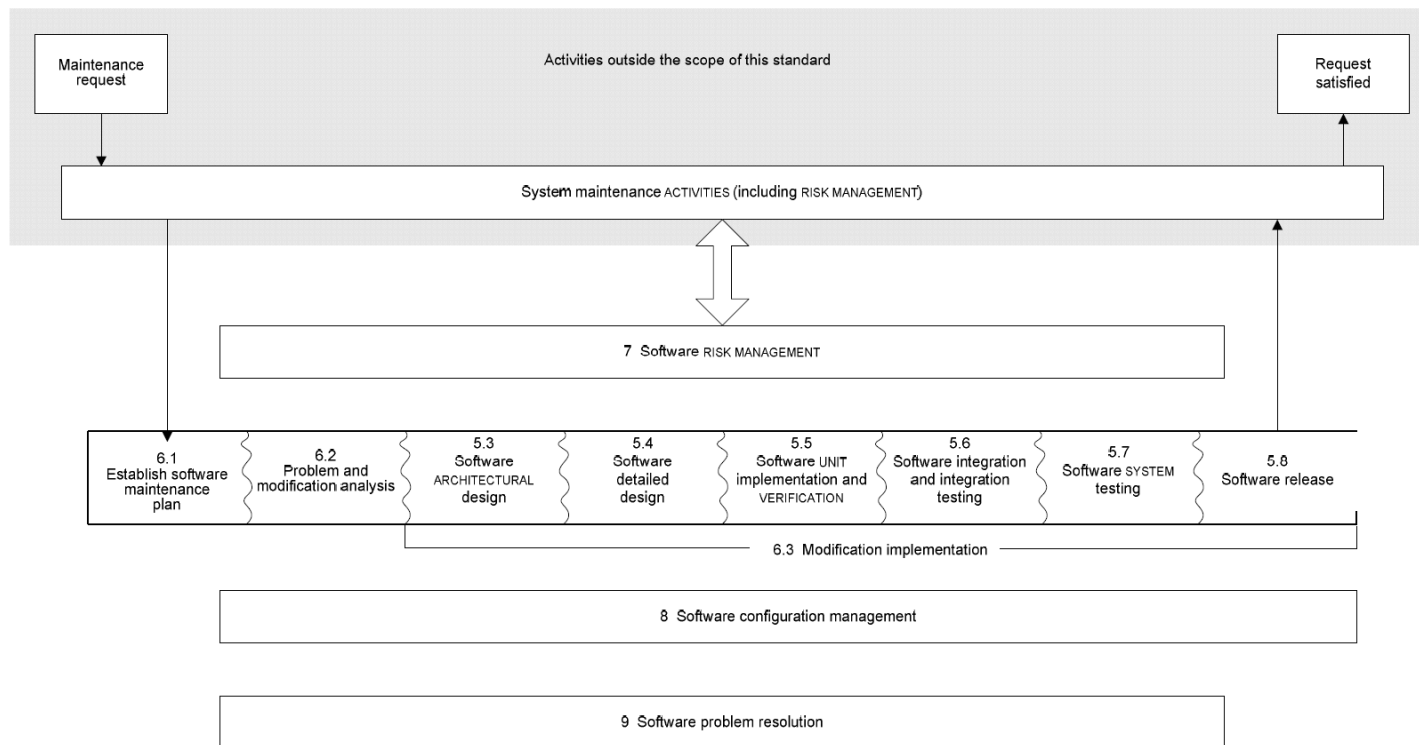 Maintenance
request
Activities outside the scope of this standard
Request
satisfied
System maintenance ACTIVITIES (including RISK MANAGEMENT)
7 Software RISK MANAGEMENT
6.1
Establish software
maintenance
plan
6.2
Problem and
modification analysis
5.3
Software
ARCHITECTURAL
design
5.4
Software
detailed
design
5.5
Software UNIT
implementation and
VERIFICATION
5.6
Software integration
and integration
testing
5.7
Software SYSTEM
testing
5.8
Software release
6.3 Modification implementation
8 Software configuration management
9 Software problem resolution